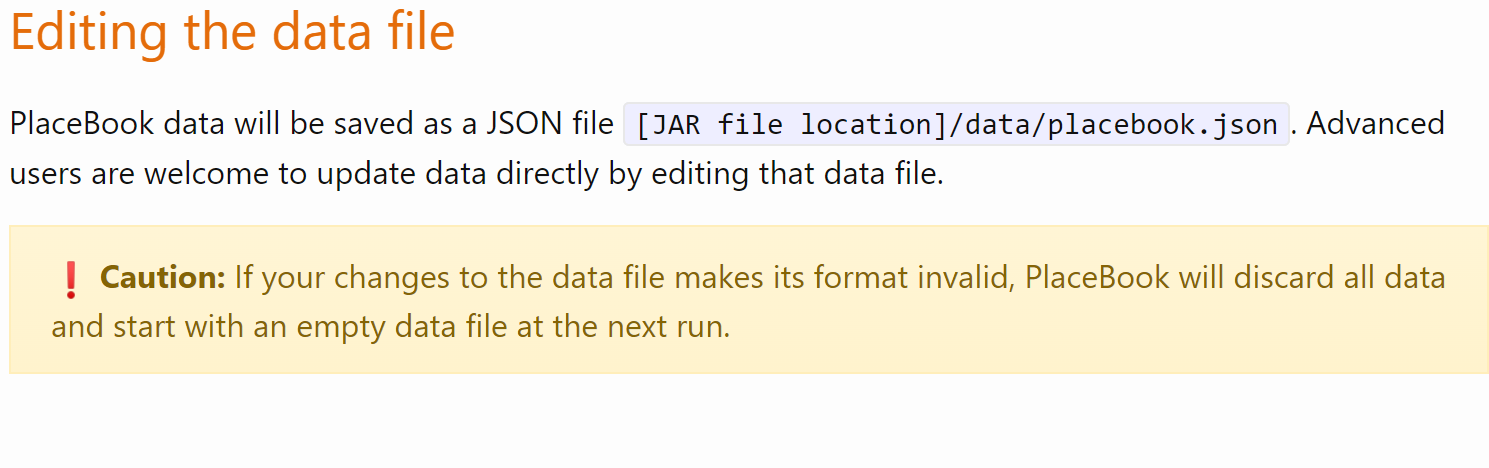 Editing the data file
PlaceBook data will be saved as a JSON file [JAR file location]/data/placebook.json. Advanced
users are welcome to update data directly by editing that data file.
❗ Caution: If your changes to the data file makes its format invalid, PlaceBook will discard all data
and start with an empty data file at the next run.